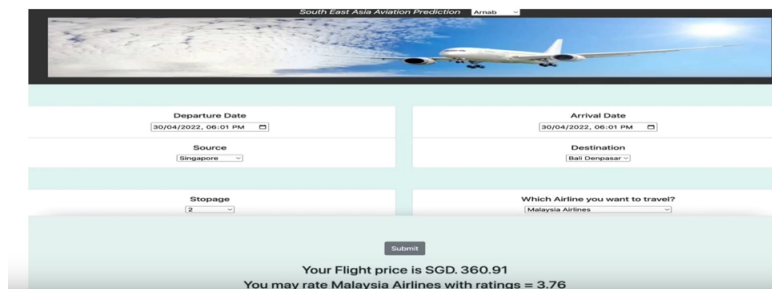 South East Asia Aviation Prediction Arnab
Departure Date
30/04/2022, 06:01 PM
Arrival Date
30/04/2022, 06:01 PM
Source
Singapore
Destination
Bali Denpasar
Stopage
2
Which Airline you want to travel?
Malaysia Airlines
Submit
Your Flight price is SGD. 360.91
You may rate Malaysia Airlines with ratings = 3.76